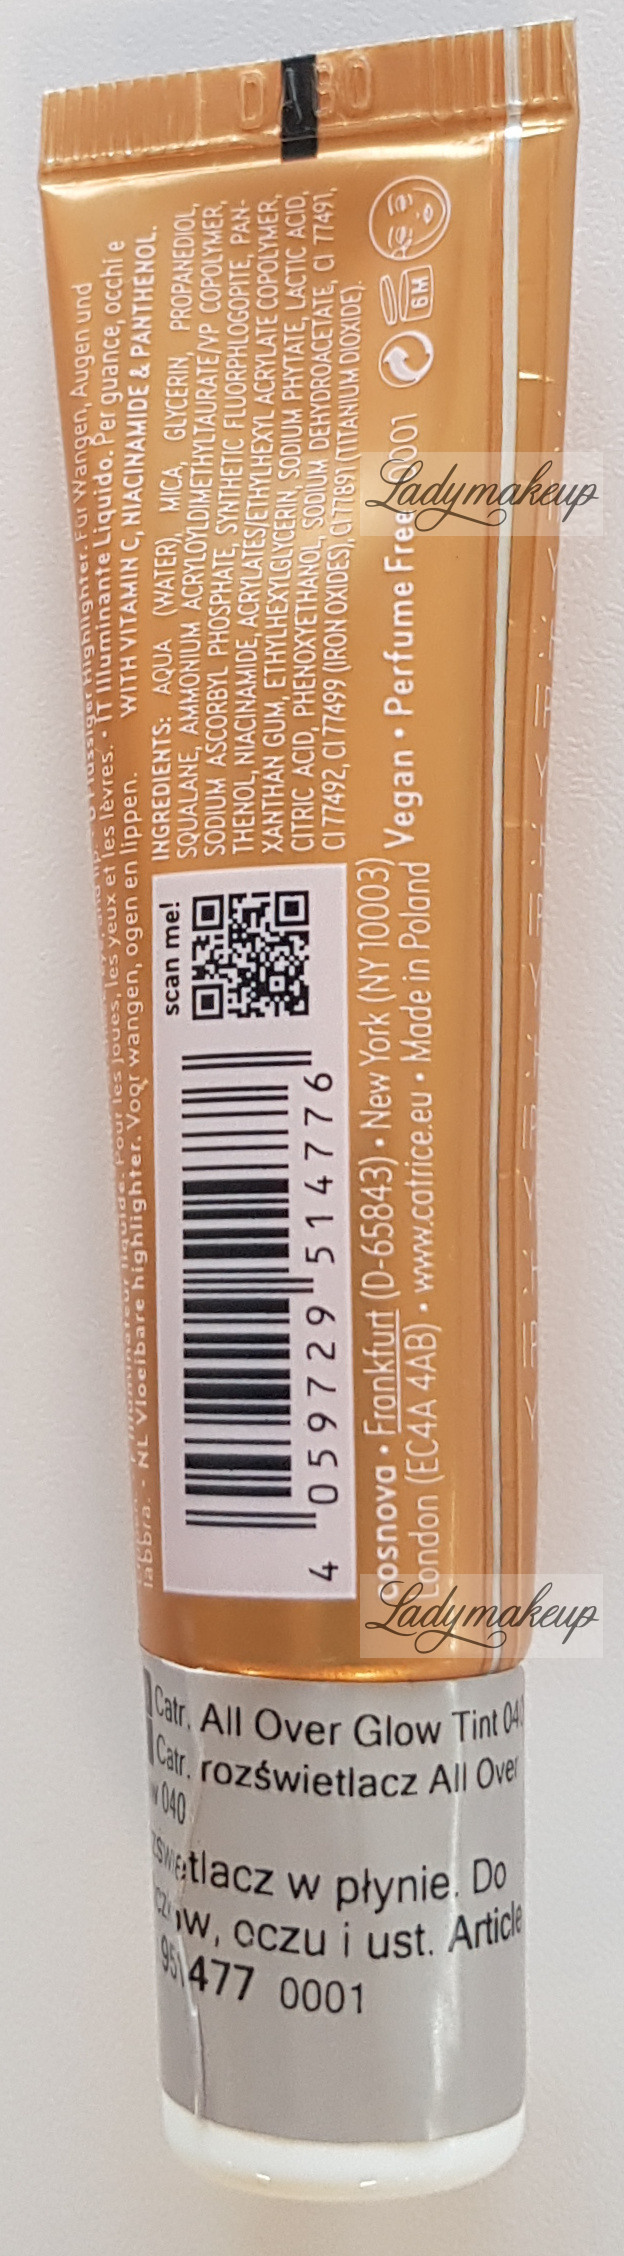 DABO
Flüssiger Highlighter. Für Wangen, Augen und
les lèvres. • IT Illuminante Liquido. Per guance, occhi e
labbra. • NL Vloeibare highlighter. Voor wangen, ogen en lippen.
WITH VITAMIN C, NIACINAMIDE & PANTHENOL.
INGREDIENTS: AQUA (WATER), MICA, GLYCERIN, PROPANEDIOL,
SQUALANE, AMMONIUM ACRYLOYLDIMETHYLTAURATE/VP COPOLYMER,
SODIUM ASCORBYL PHOSPHATE, SYNTHETIC FLUORPHLOGOPITE, PAN-
THENOL, NIACINAMIDE, ACRYLATES/ETHYLHEXYL ACRYLATE COPOLYMER,
XANTHAN GUM, ETHYLHEXYLGLYCERIN, SODIUM PHYTATE, LACTIC ACID,
CITRIC ACID, PHENOXYETHANOL, SODIUM DEHYDROACETATE, CI 77491,
CI 77492, CI 77499 (IRON OXIDES), CI 77891 (TITANIUM DIOXIDE).
Vegan • Perfume Free 0001
6M
scan me!
4 059729 514776
cosnova • Frankfurt (D-65843) • New York (NY 10003)
London (EC4A 4AB) • www.catrice.eu • Made in Poland
Ladymakeup
Ladymakeup
Catr. All Over Glow Tint 04
Catr. rozświetlacz All Over
040
w płynie. Do
oczu i ust. Article
477 0001